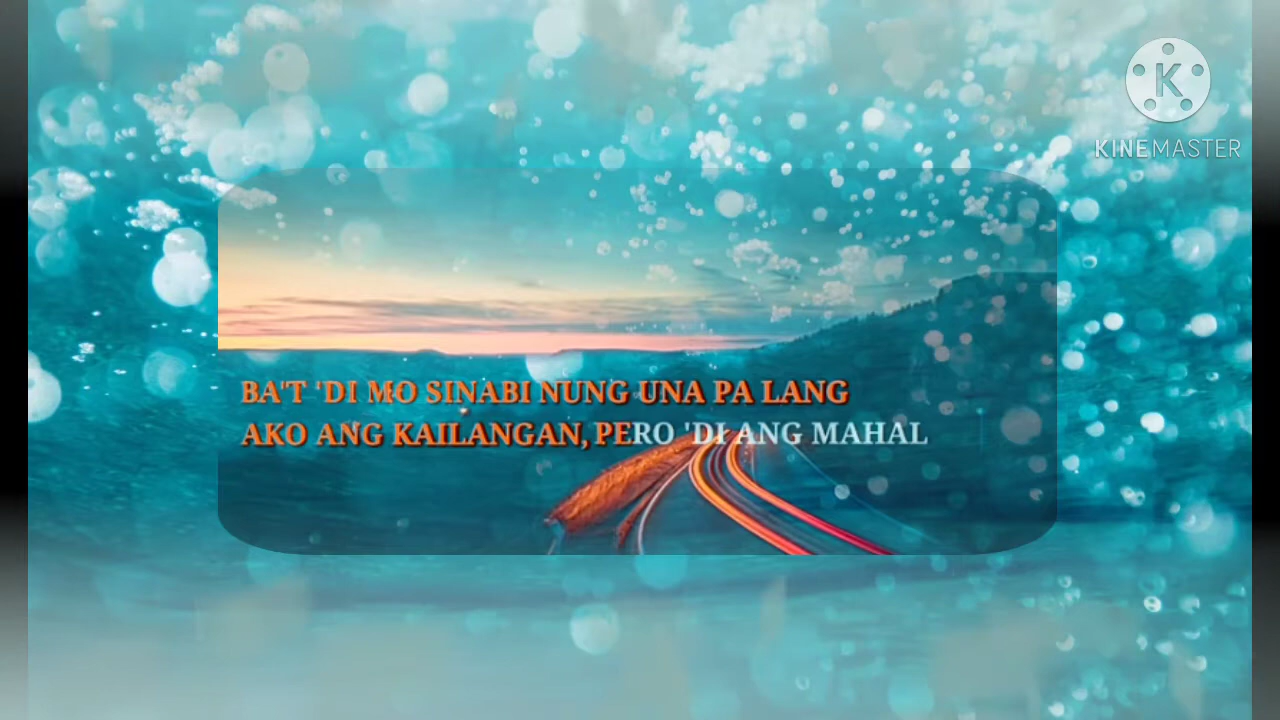 K
KINEMASTER
BA'T 'DI MO SINABI NUNG UNA PA LANG
AKO ANG KAILANGAN, PERO 'DI ANG MAHAL